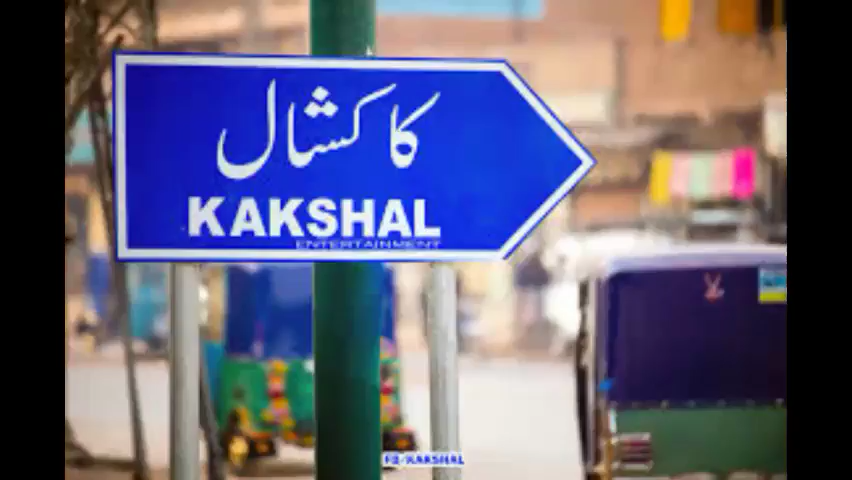 کاکشال
KAKSHAL
ENTERTAINMENT
FB/KAKSHAL